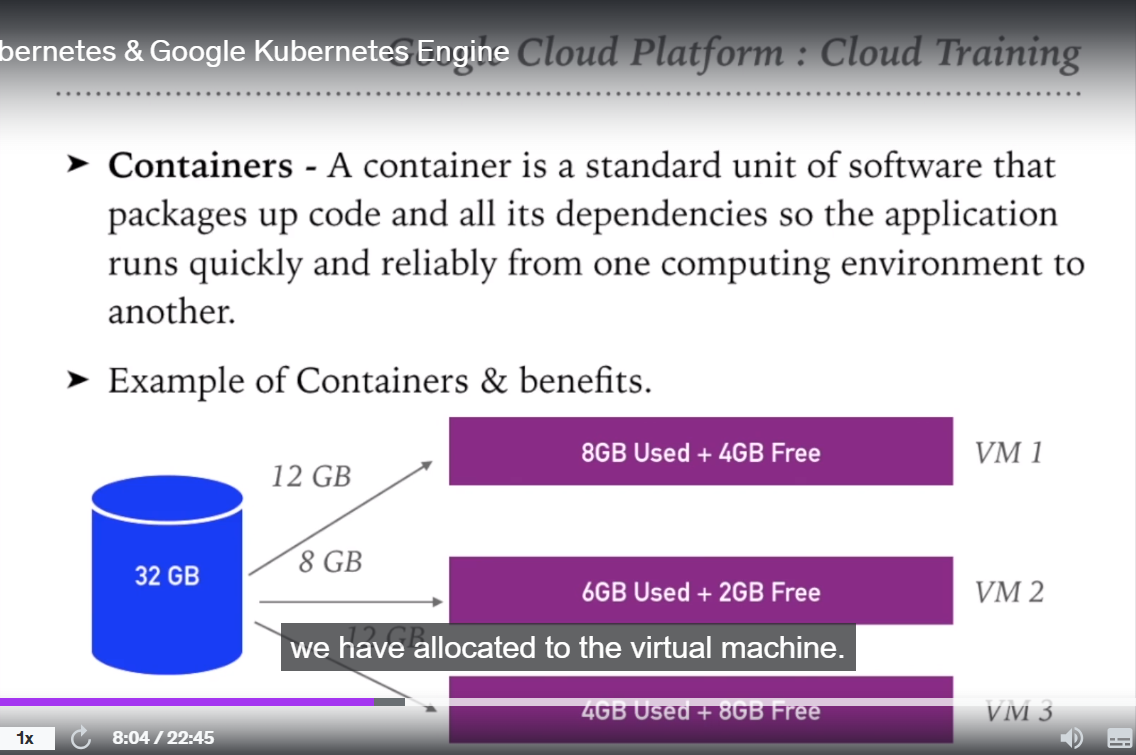 bernetes & Google Kubernetes Engine
Google Cloud Platform : Cloud Training
➤ Containers - A container is a standard unit of software that
packages up code and all its dependencies so the application
runs quickly and reliably from one computing environment to
another.
➤ Example of Containers & benefits.
12 GB
8GB Used + 4GB Free
VM 1
32 GB
8 GB
6GB Used + 2GB Free
VM 2
12 GB
we have allocated to the virtual machine.
4GB Used + 8GB Free
VM 3
1x
8:04 / 22:45